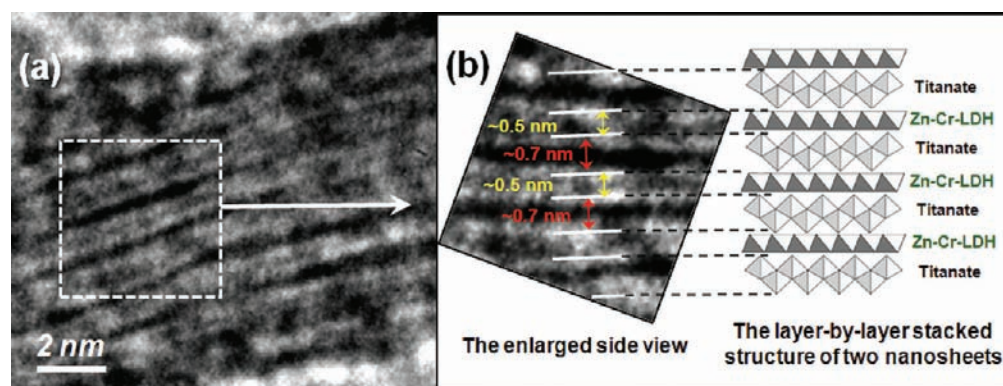 (a)
2 nm
(b)
~0.5 nm
~0.7 nm
~0.5 nm
~0.7 nm
Titanate
Zn-Cr-LDH
Titanate
Zn-Cr-LDH
Titanate
Zn-Cr-LDH
Titanate
The enlarged side view
The layer-by-layer stacked
structure of two nanosheets